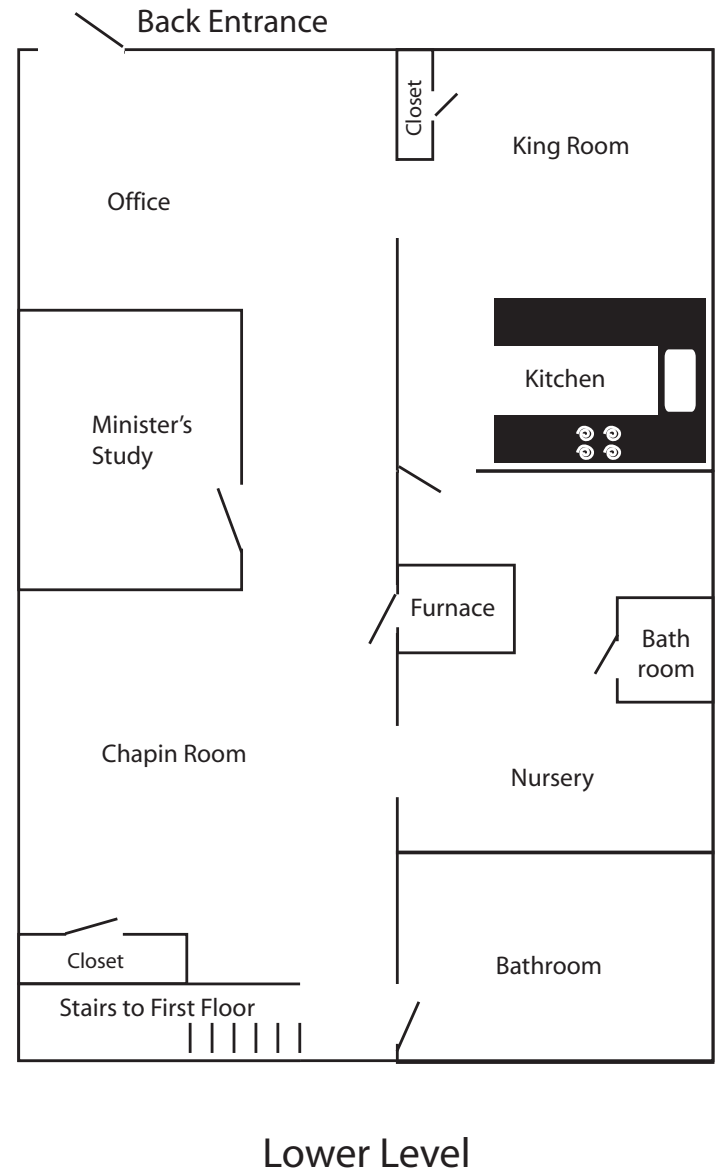 Back Entrance
Closet
King Room
Office
Kitchen
Minister’s
Study
Furnace
Bath
room
Chapin Room
Nursery
Closet
Bathroom
Stairs to First Floor
Lower Level